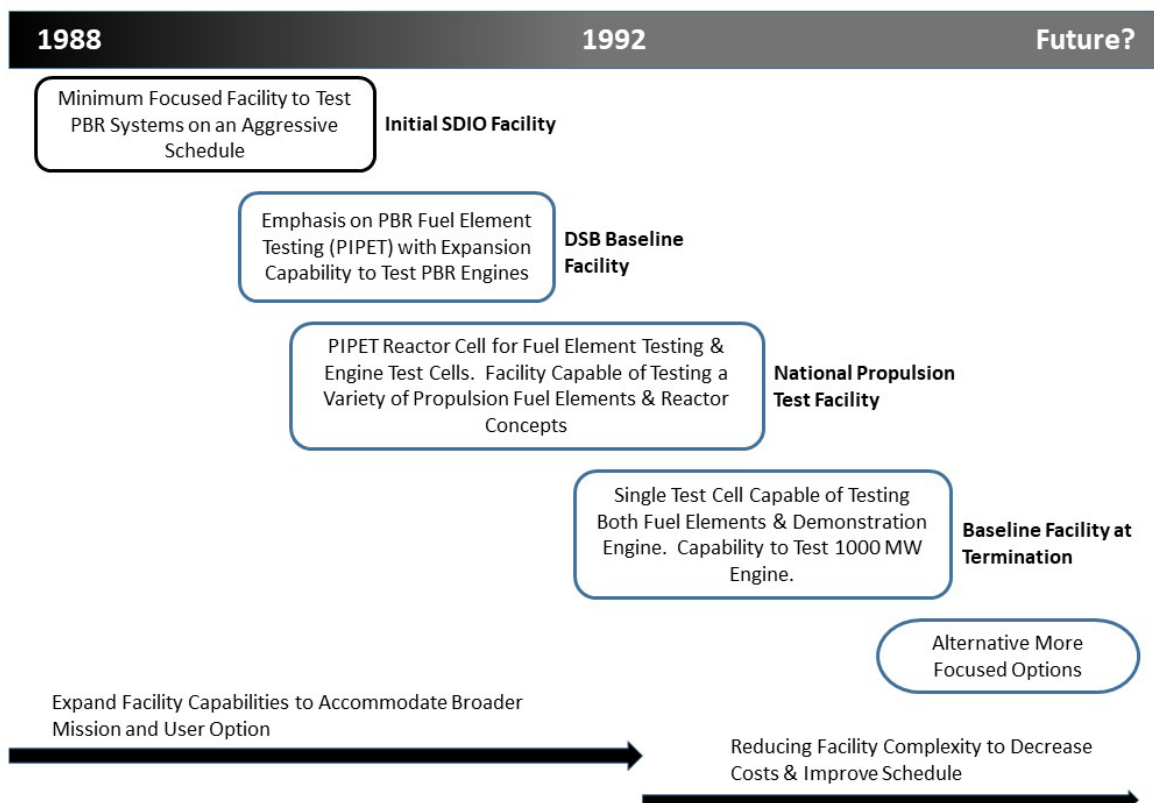 1988 1992 Future?
Minimum Focused Facility to Test
PBR Systems on an Aggressive
Schedule
Initial SDIO Facility
Emphasis on PBR Fuel Element
Testing (PIPET) with Expansion
Capability to Test PBR Engines
DSB Baseline
Facility
PIPET Reactor Cell for Fuel Element Testing &
Engine Test Cells. Facility Capable of Testing a
Variety of Propulsion Fuel Elements & Reactor
Concepts
National Propulsion
Test Facility
Single Test Cell Capable of Testing
Both Fuel Elements & Demonstration
Engine. Capability to Test 1000 MW
Engine.
Baseline Facility at
Termination
Alternative More
Focused Options
Expand Facility Capabilities to Accommodate Broader
Mission and User Option
Reducing Facility Complexity to Decrease
Costs & Improve Schedule